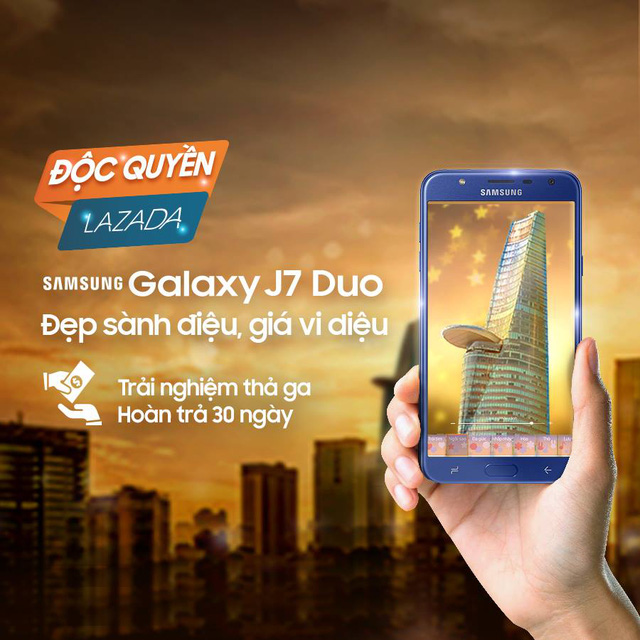 ĐỘC QUYỀN
LAZADA
SAMSUNG Galaxy J7 Duo
Đẹp sành điệu, giá vi diệu
Trải nghiệm thả ga
Hoàn trả 30 ngày
SAMSUNG